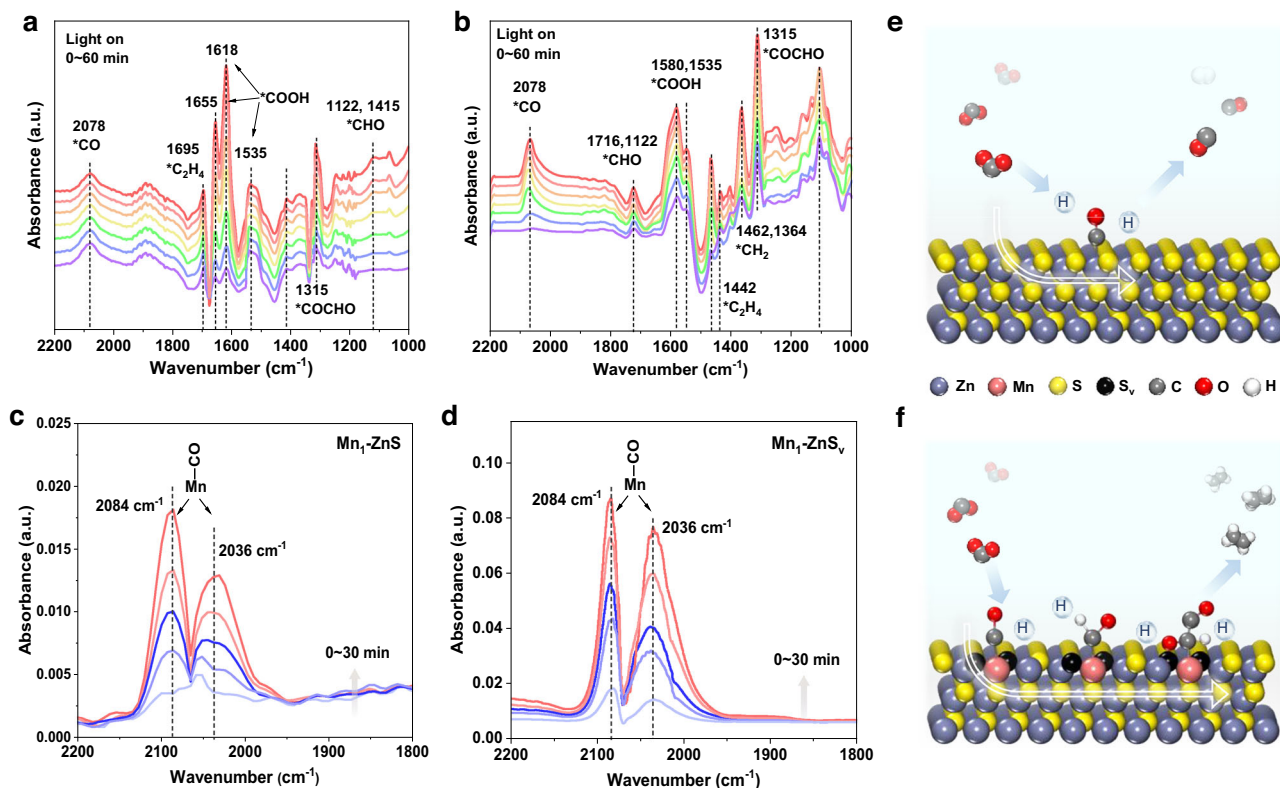 a
Light on
0~60 min
1618
*COOH
1655
1122, 1415
*CHO
2078
*CO
1695
*C₂H₄
1535
1315
*COCHO
Absorbance (a.u.)
2200 2000 1800 1600 1400 1200 1000
Wavenumber (cm⁻¹)
b
Light on
0~60 min
1315
*COCHO
1580,1535
*COOH
2078
*CO
1716,1122
*CHO
1462,1364
*CH₂
1442
*C₂H₄
Absorbance (a.u.)
2200 2000 1800 1600 1400 1200 1000
Wavenumber (cm⁻¹)
e
H
H
Zn Mn S Sᵥ C O H
c
0.025
0.020
0.015
0.010
0.005
0.000
Absorbance (a.u.)
Mn₁-ZnS
CO
Mn
2084 cm⁻¹
2036 cm⁻¹
0~30 min
2200 2100 2000 1900 1800
Wavenumber (cm⁻¹)
d
0.10
0.08
0.06
0.04
0.02
0.00
Absorbance (a.u.)
Mn₁-ZnSᵥ
CO
Mn
2084 cm⁻¹
2036 cm⁻¹
0~30 min
2200 2100 2000 1900 1800
Wavenumber (cm⁻¹)
f
H
H
H
H